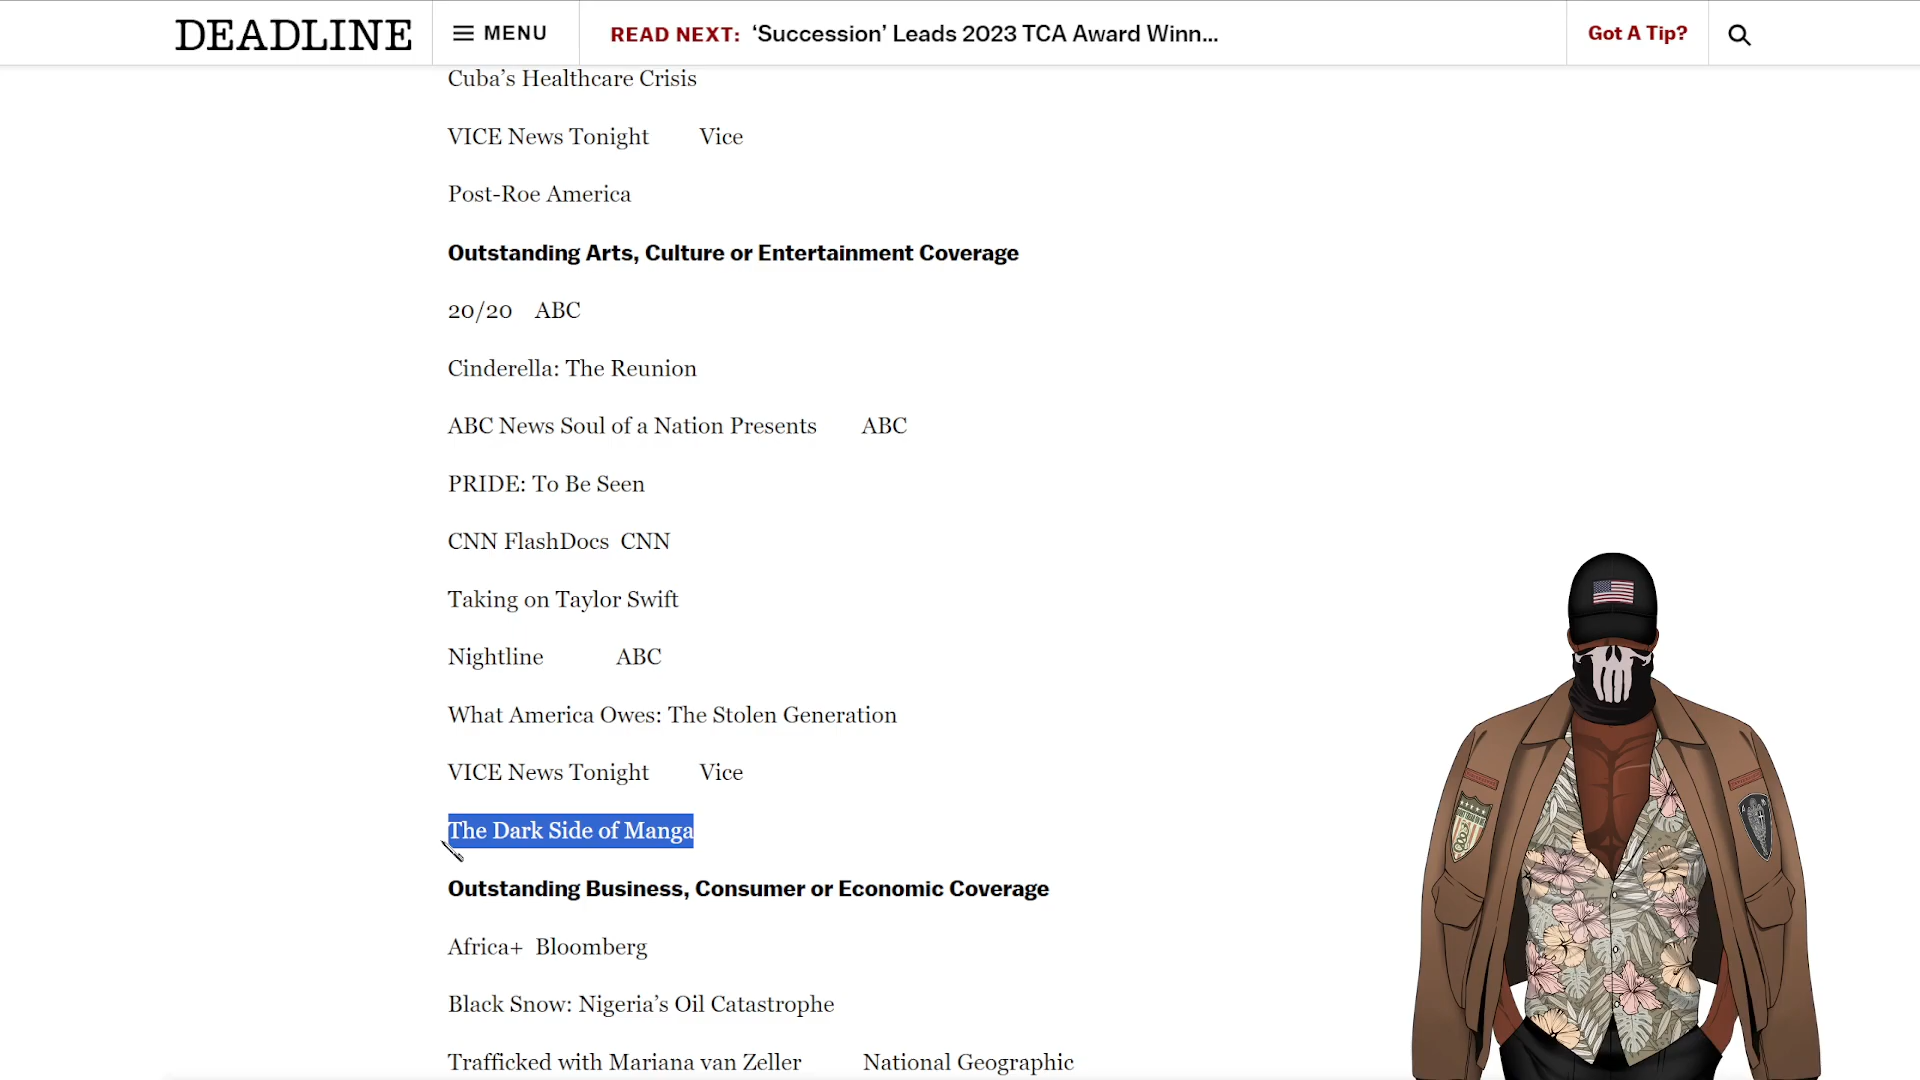 DEADLINE
MENU
READ NEXT: ‘Succession’ Leads 2023 TCA Award Winn...
Got A Tip?
Cuba’s Healthcare Crisis
VICE News Tonight Vice
Post-Roe America
Outstanding Arts, Culture or Entertainment Coverage
20/20 ABC
Cinderella: The Reunion
ABC News Soul of a Nation Presents ABC
PRIDE: To Be Seen
CNN FlashDocs CNN
Taking on Taylor Swift
Nightline ABC
What America Owes: The Stolen Generation
VICE News Tonight Vice
The Dark Side of Manga
Outstanding Business, Consumer or Economic Coverage
Africa+ Bloomberg
Black Snow: Nigeria’s Oil Catastrophe
Trafficked with Mariana van Zeller National Geographic